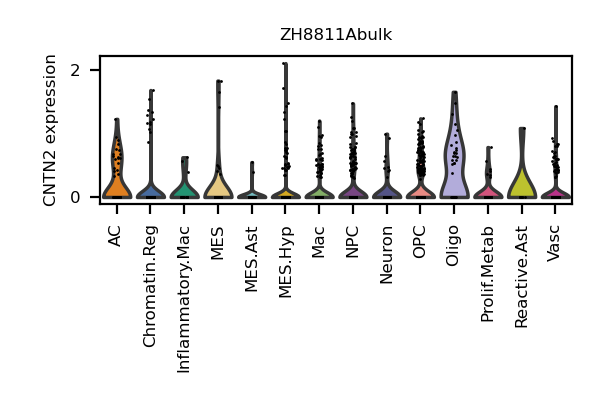 ZH8811Abulk
CNTN2 expression
2
0
AC
Chromatin.Reg
Inflammatory.Mac
MES
MES.Ast
MES.Hyp
Mac
NPC
Neuron
OPC
Oligo
Prolif.Metab
Reactive.Ast
Vasc